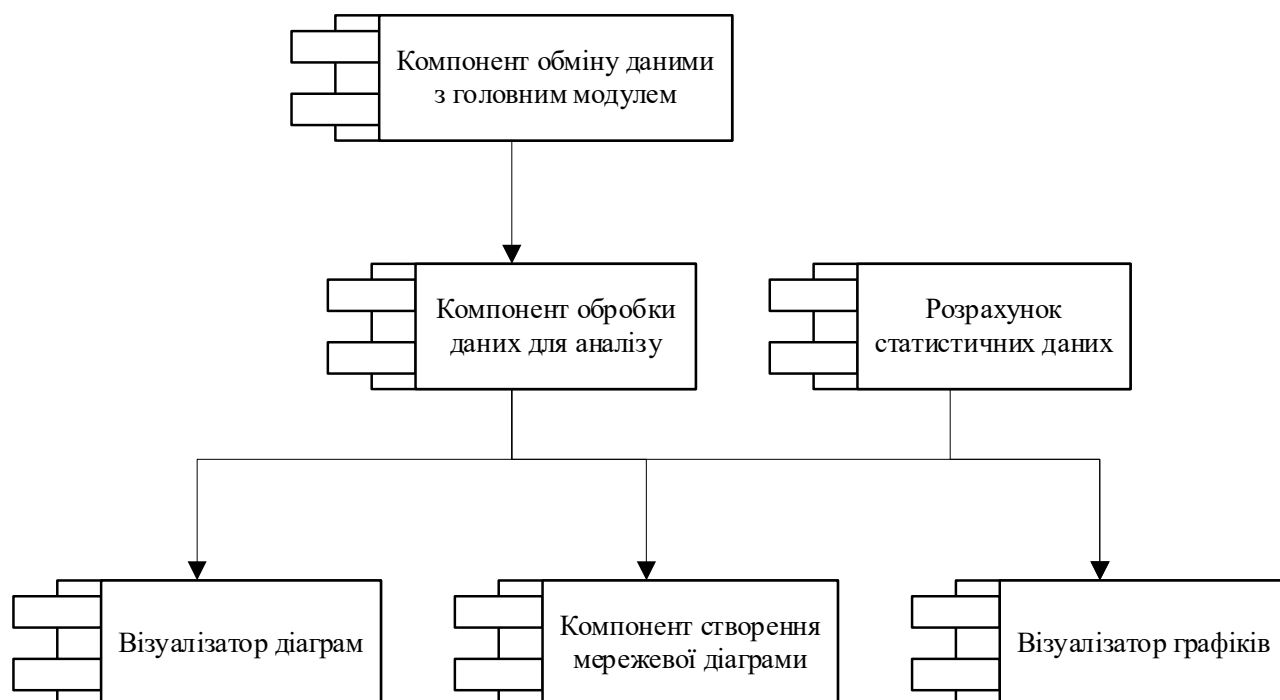 Компонент обміну даними
з головним модулем
Компонент обробки
даних для аналізу
Розрахунок
статистичних даних
Візуалізатор діаграм
Компонент створення
мережевої діаграми
Візуалізатор графіків